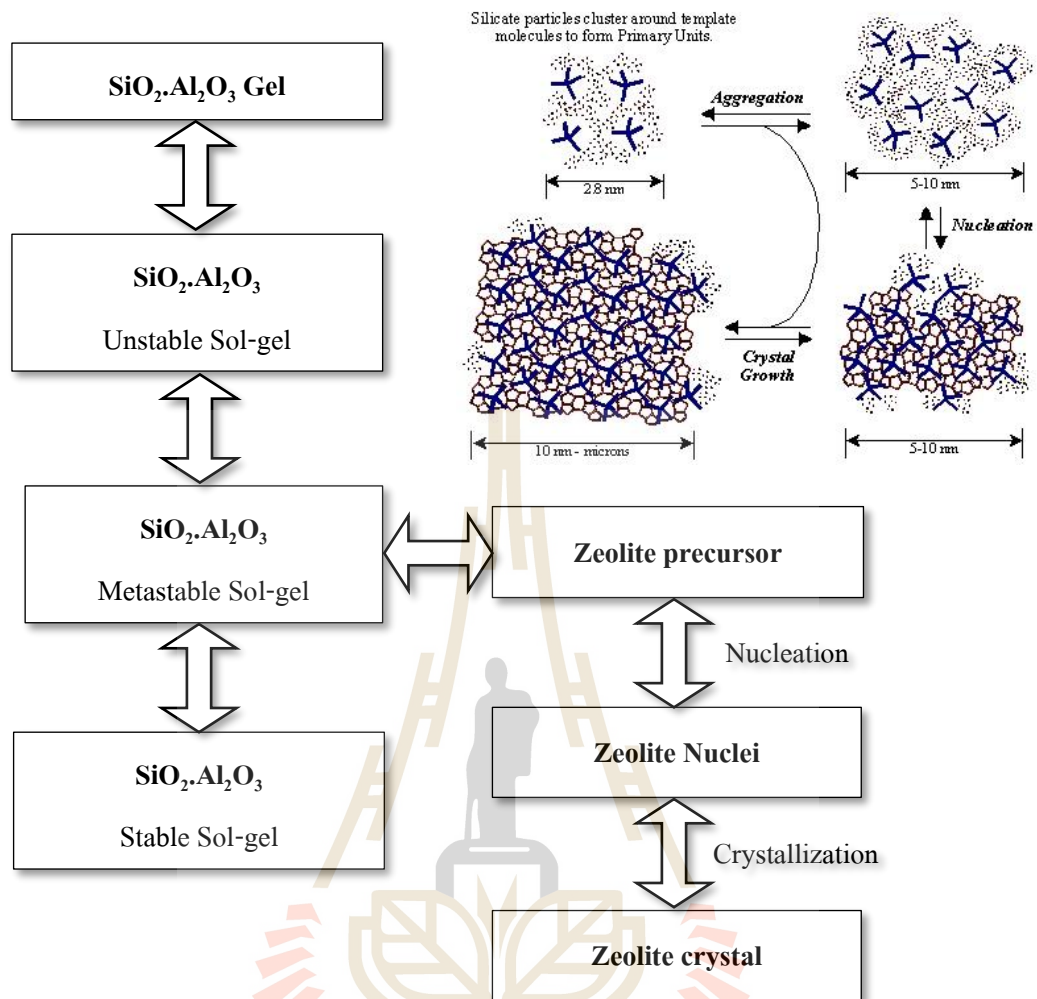 Silicate particles cluster around template
molecules to form Primary Units.
SiO₂.Al₂O₃ Gel
Aggregation
2.8 nm
5-10 nm
Nucleation
SiO₂.Al₂O₃
Unstable Sol-gel
Crystal
Growth
10 nm - microns
5-10 nm
SiO₂.Al₂O₃
Metastable Sol-gel
Zeolite precursor
Nucleation
SiO₂.Al₂O₃
Stable Sol-gel
Zeolite Nuclei
Crystallization
Zeolite crystal